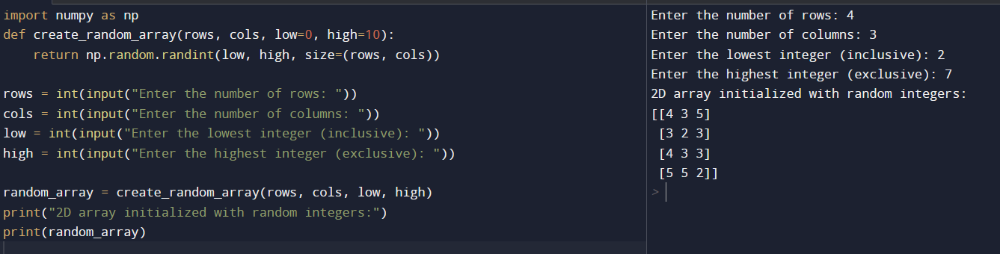 import numpy as np
def create_random_array(rows, cols, low=0, high=10):
    return np.random.randint(low, high, size=(rows, cols))
rows = int(input("Enter the number of rows: "))
cols = int(input("Enter the number of columns: "))
low = int(input("Enter the lowest integer (inclusive): "))
high = int(input("Enter the highest integer (exclusive): "))
random_array = create_random_array(rows, cols, low, high)
print("2D array initialized with random integers:")
print(random_array)
Enter the number of rows: 4
Enter the number of columns: 3
Enter the lowest integer (inclusive): 2
Enter the highest integer (exclusive): 7
2D array initialized with random integers:
[[4 3 5]
 [3 2 3]
 [4 3 3]
 [5 5 2]]
>